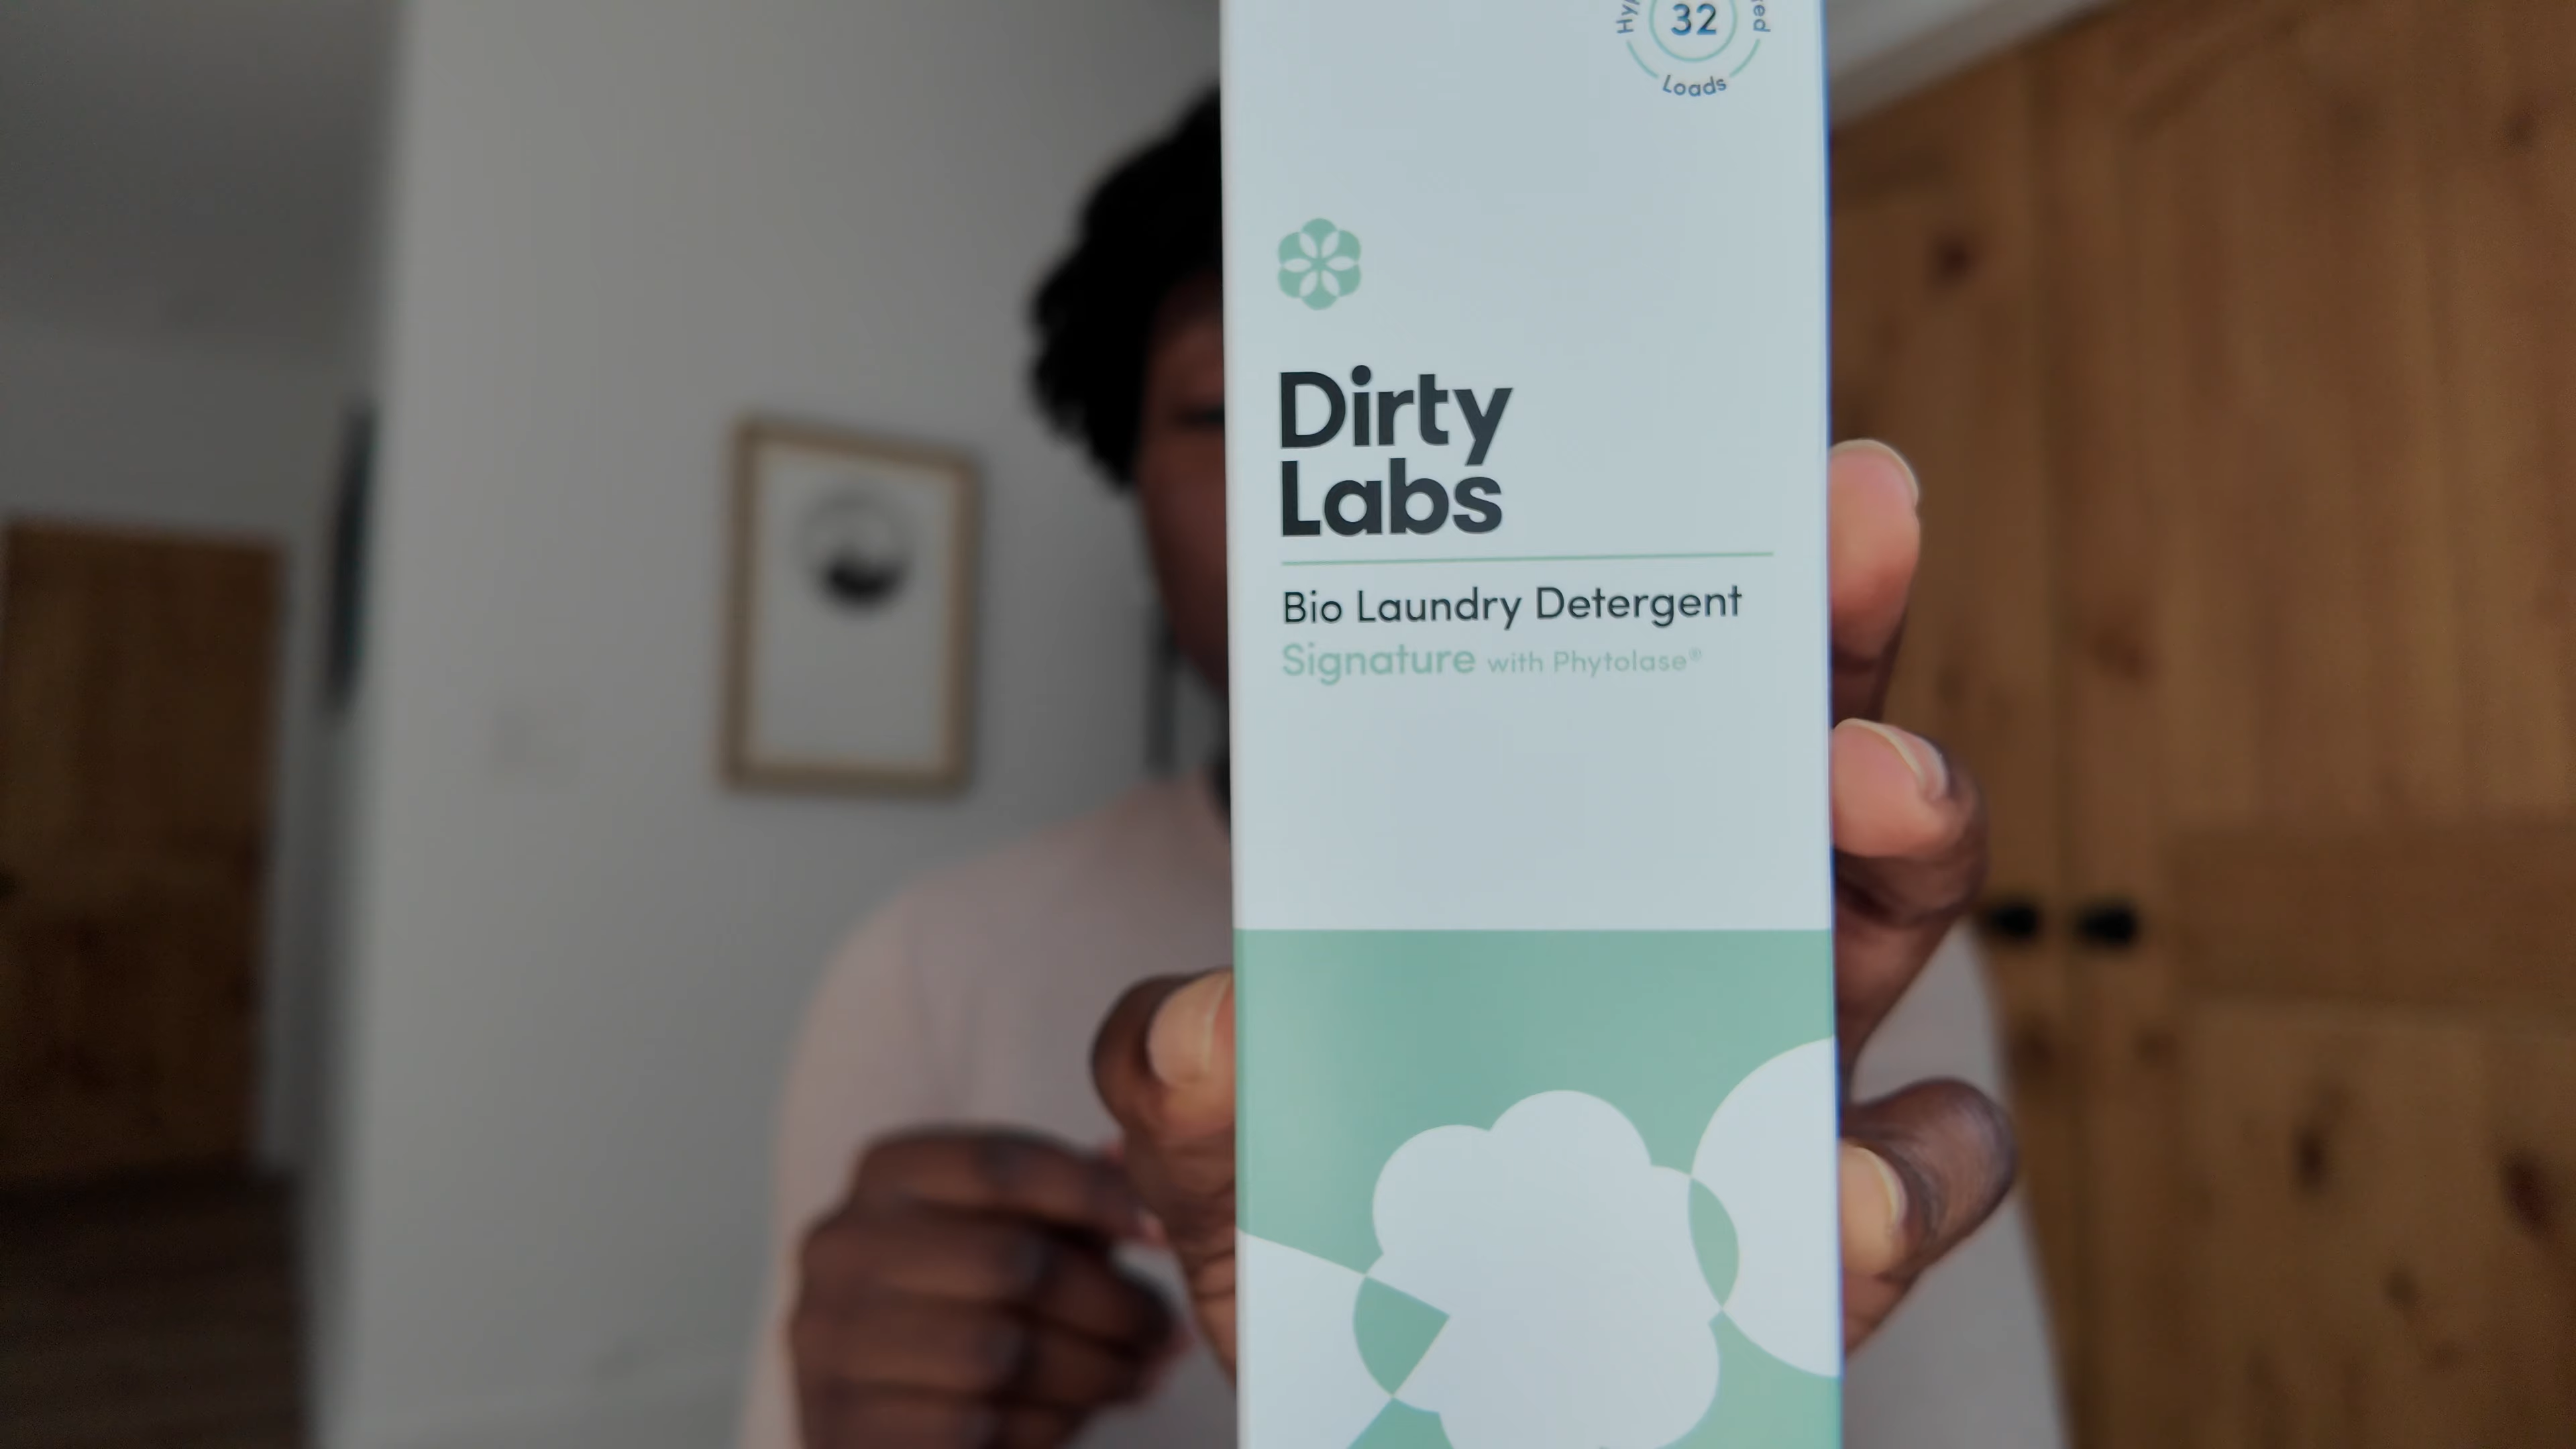 32
Loads
Dirty
Labs
Bio Laundry Detergent
Signature with Phytolase®